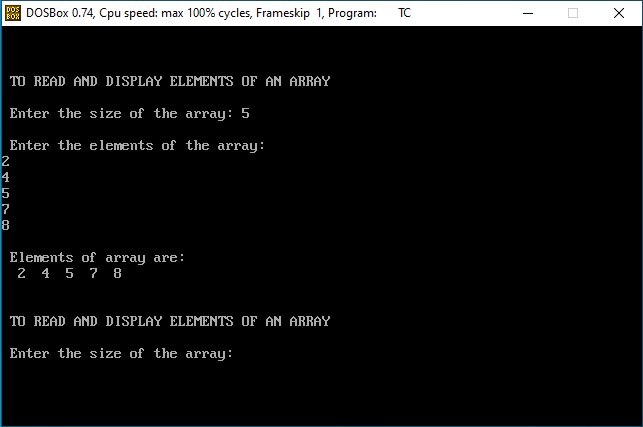 DOSBox 0.74, Cpu speed: max 100% cycles, Frameskip 1, Program: TC
TO READ AND DISPLAY ELEMENTS OF AN ARRAY
Enter the size of the array: 5
Enter the elements of the array:
2
4
5
7
8
Elements of array are:
2 4 5 7 8
TO READ AND DISPLAY ELEMENTS OF AN ARRAY
Enter the size of the array: